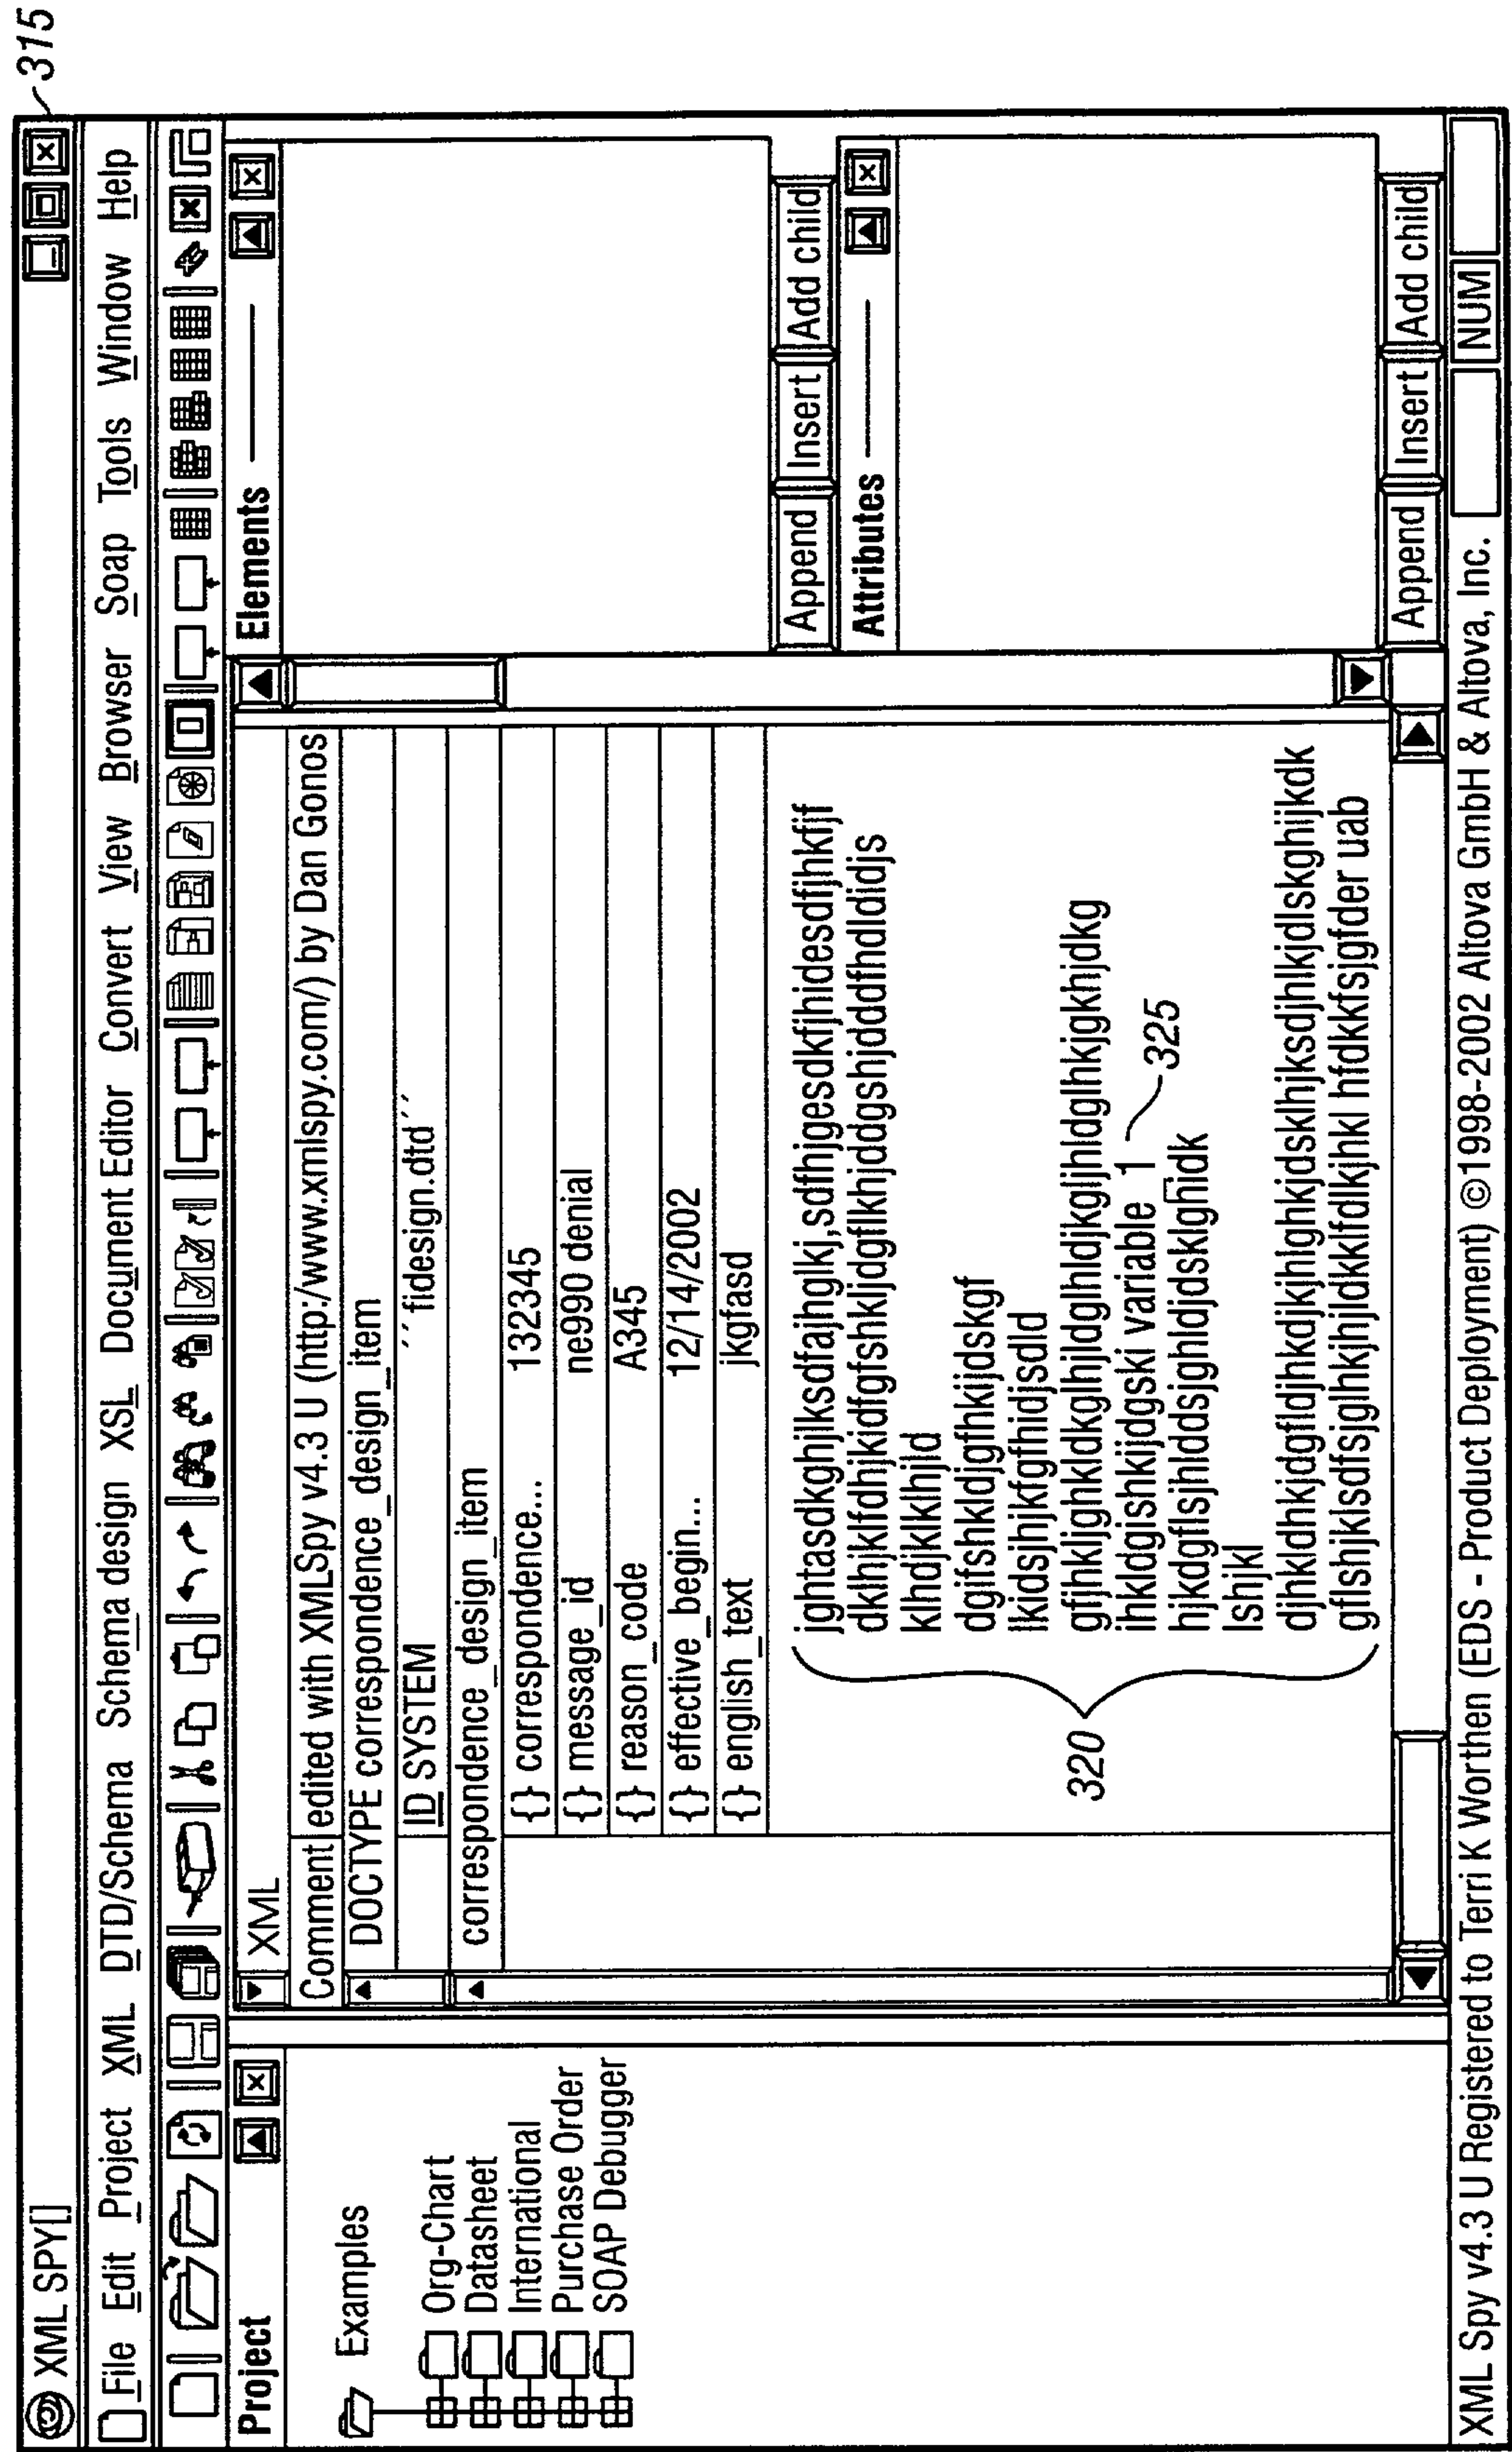 315
XML SPY[]
File Edit Project XML DTD/Schema Schema design XSL Document Editor Convert View Browser Soap Tools Window Help
Project
Examples
Org-Chart
Datasheet
International
Purchase Order
SOAP Debugger
XML
Comment edited with XMLSpy v4.3 U (http:/www.xmlspy.com/) by Dan Gonos
DOCTYPE correspondence_design_item
ID SYSTEM ´´fidesign.dtd´´
correspondence_design_item
{} correspondence... 132345
{} message_id ne990 denial
{} reason_code A345
{} effective_begin... 12/14/2002
{} english_text jkgfasd
320
jghtasdkghjlksdfajhglkj,sdfhjgesdkfjhidesdfjhkfjf
dklhjklfdhjkidfgfshkljdgflkhjddgshjdddfhdldidjs
klhdjklklhjld
dgifshkldjgfhkijdskgf
lkidsjhjkfgfhidjsdld
gfjhkljghkldkglhjldglhldjkgljhldglhkjgkhjdkg
ihkldgjshkijdgski variable 1
325
hjkdgflsjhlddsjghldjdsklghidk
lshjkl
djhkldhkjdgfldjhkdjkjhlghkjdsklhjksdjhlkjdlskghijkdk
gflshjklsdfsjglhkjhjldkklfdlkjhkl hfdkkfsjgfder uab
Elements
Append Insert Add child
Attributes
Append Insert Add child
XML Spy v4.3 U Registered to Terri K Worthen (EDS - Product Deployment) ©1998-2002 Altova GmbH & Altova, Inc. NUM